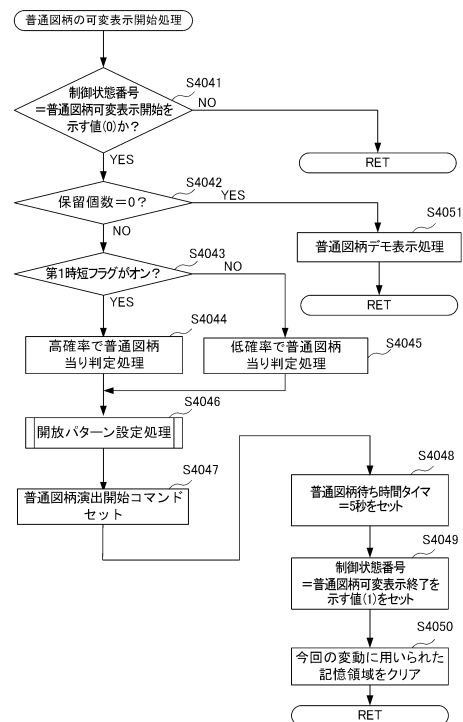 普通図柄の可変表示開始処理
S4041
制御状態番号
＝普通図柄可変表示開始を
示す値(0)か？
NO
YES
RET
S4042
保留個数＝0？
YES
NO
S4051
普通図柄デモ表示処理
RET
S4043
第1時短フラグがオン？
NO
YES
S4044
高確率で普通図柄
当り判定処理
S4045
低確率で普通図柄
当り判定処理
S4046
開放パターン設定処理
S4047
普通図柄演出開始コマンド
セット
S4048
普通図柄待ち時間タイマ
＝5秒をセット
S4049
制御状態番号
＝普通図柄可変表示終了を
示す値(1)をセット
S4050
今回の変動に用いられた
記憶領域をクリア
RET